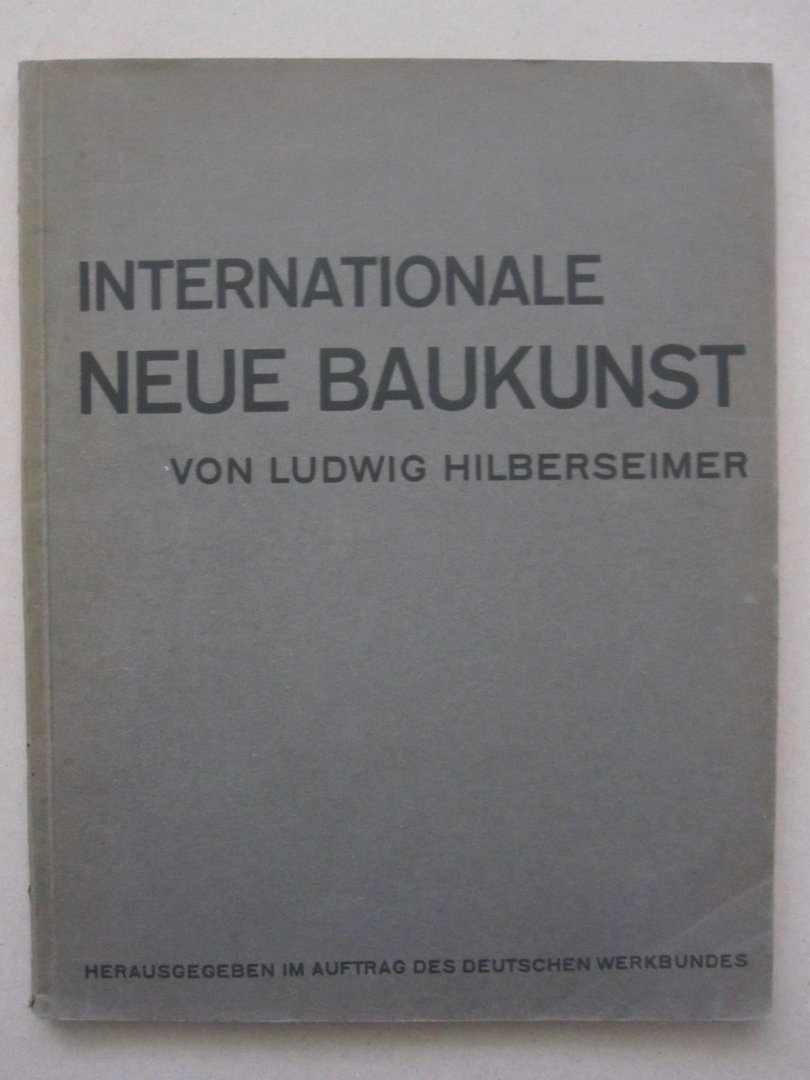 INTERNATIONALE
NEUE BAUKUNST
VON LUDWIG HILBERSEIMER
HERAUSGEGEBEN IM AUFTRAG DES DEUTSCHEN WERKBUNDES